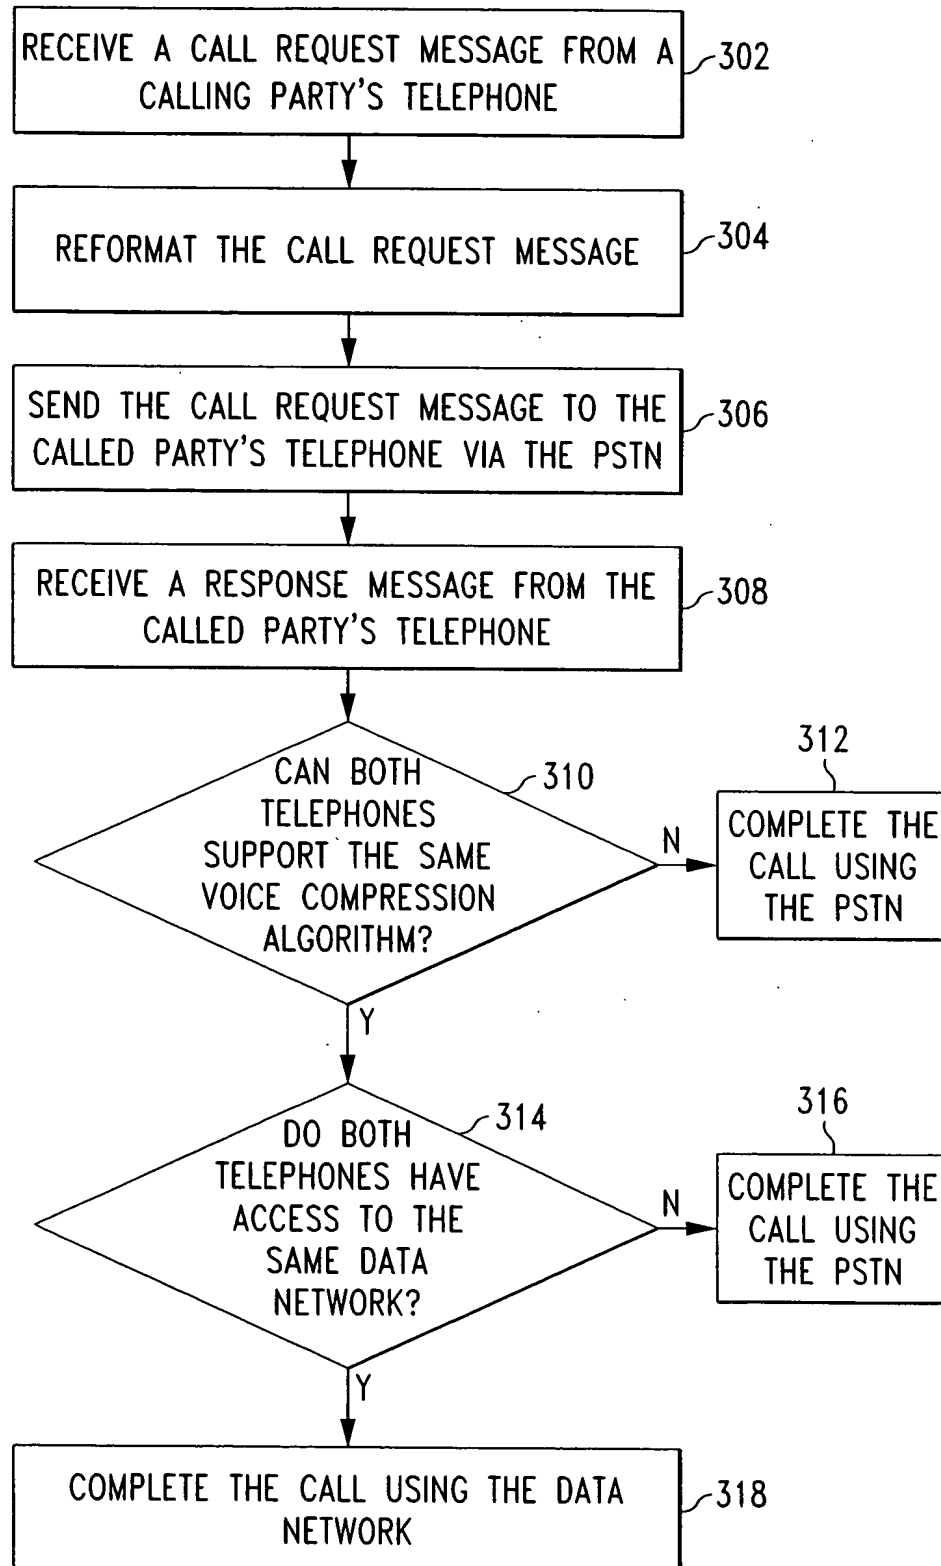 RECEIVE A CALL REQUEST MESSAGE FROM A
CALLING PARTY'S TELEPHONE
302
REFORMAT THE CALL REQUEST MESSAGE
304
SEND THE CALL REQUEST MESSAGE TO THE
CALLED PARTY'S TELEPHONE VIA THE PSTN
306
RECEIVE A RESPONSE MESSAGE FROM THE
CALLED PARTY'S TELEPHONE
308
CAN BOTH
TELEPHONES
SUPPORT THE SAME
VOICE COMPRESSION
ALGORITHM?
310
N
312
COMPLETE THE
CALL USING
THE PSTN
Y
DO BOTH
TELEPHONES HAVE
ACCESS TO THE
SAME DATA
NETWORK?
314
N
316
COMPLETE THE
CALL USING
THE PSTN
Y
COMPLETE THE CALL USING THE DATA
NETWORK
318